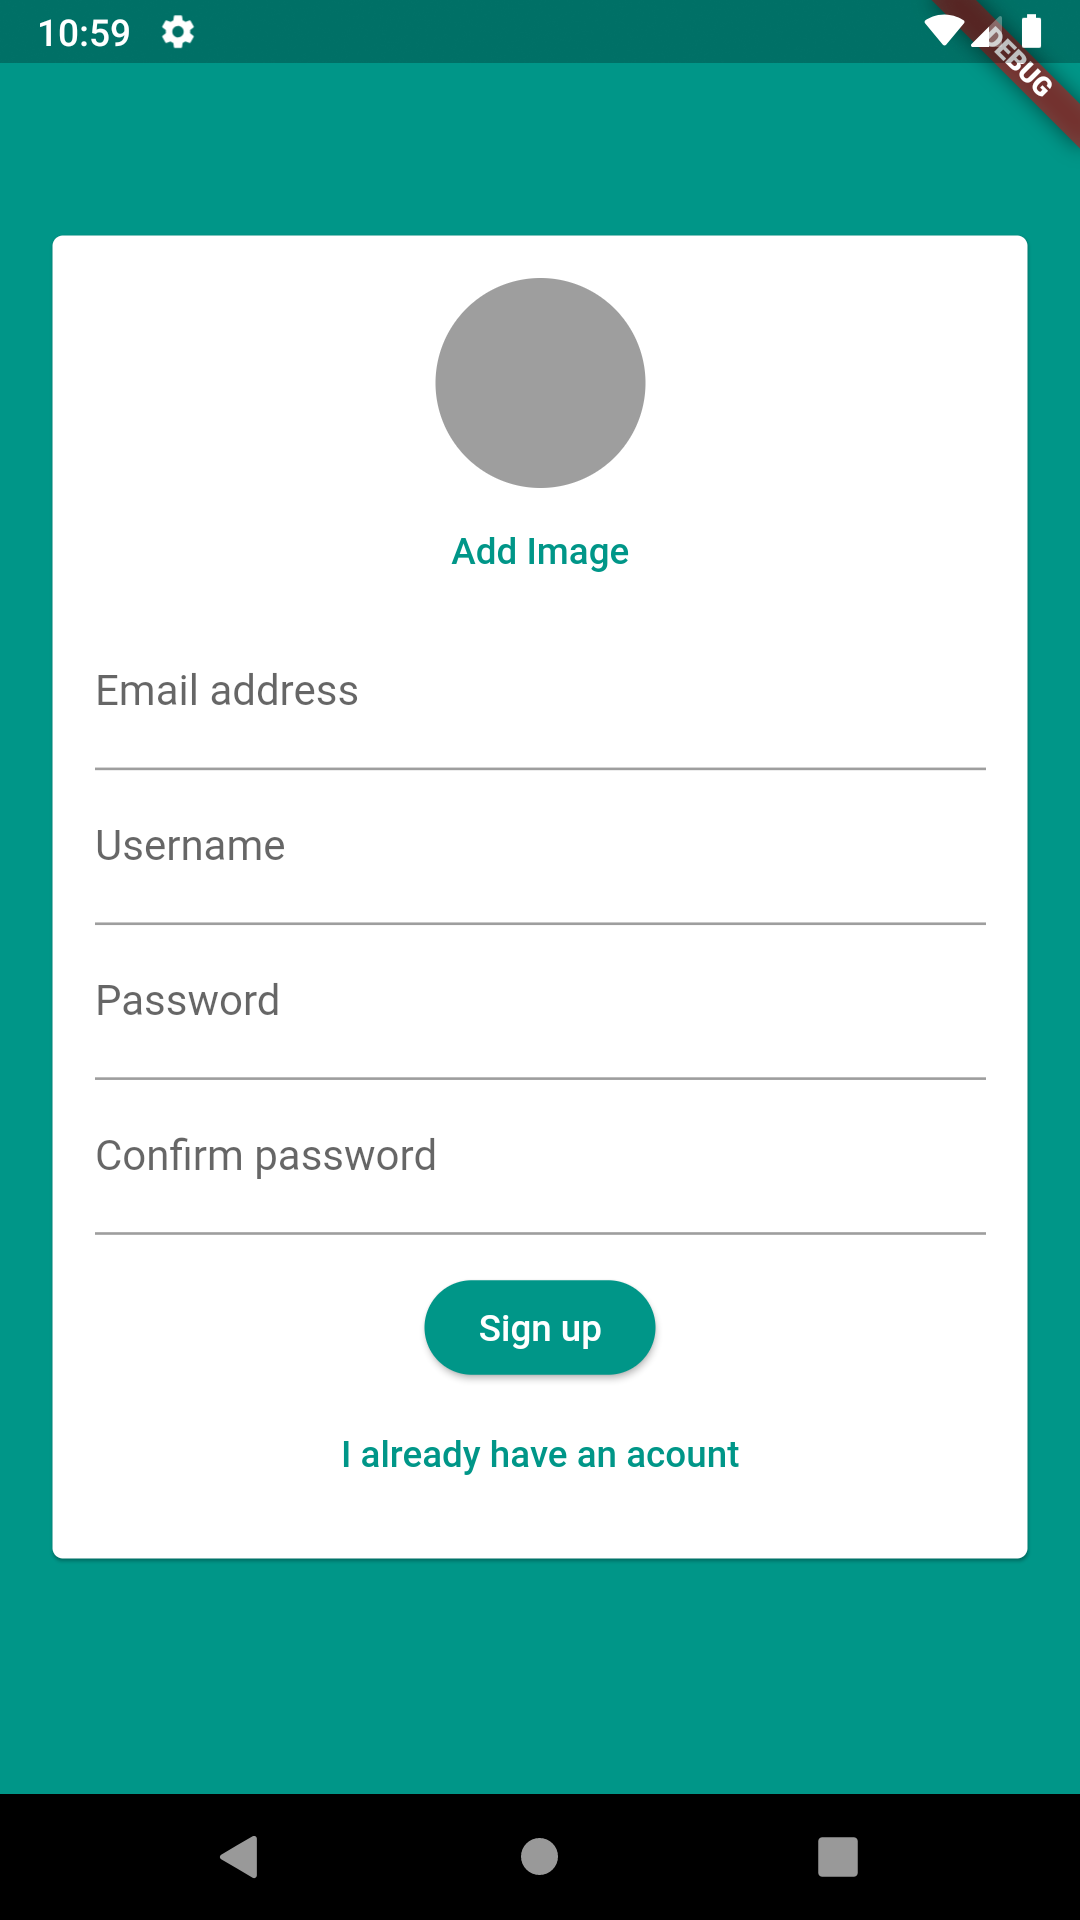 10:59
DEBUG
Add Image
Email address
Username
Password
Confirm password
Sign up
I already have an acount